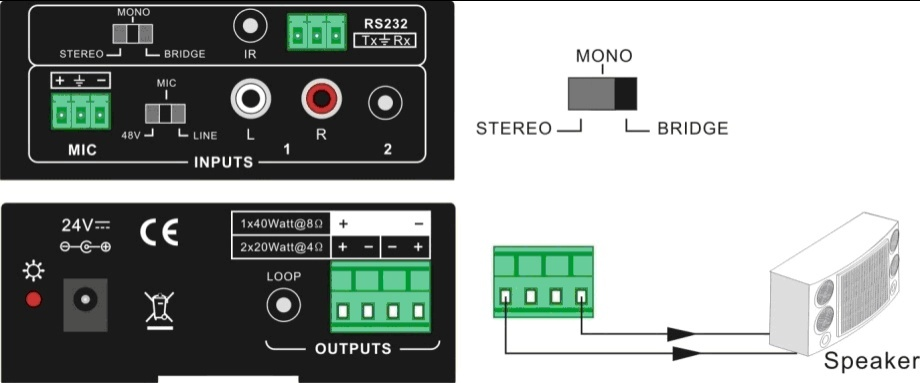 MONO
STEREO
BRIDGE
IR
RS232
Tx Rx
+ −
MIC
48V
LINE
MIC
L
R
1
2
INPUTS
MONO
STEREO
BRIDGE
24V
CE
1x40Watt@8Ω + −
2x20Watt@4Ω + − − +
LOOP
OUTPUTS
Speaker